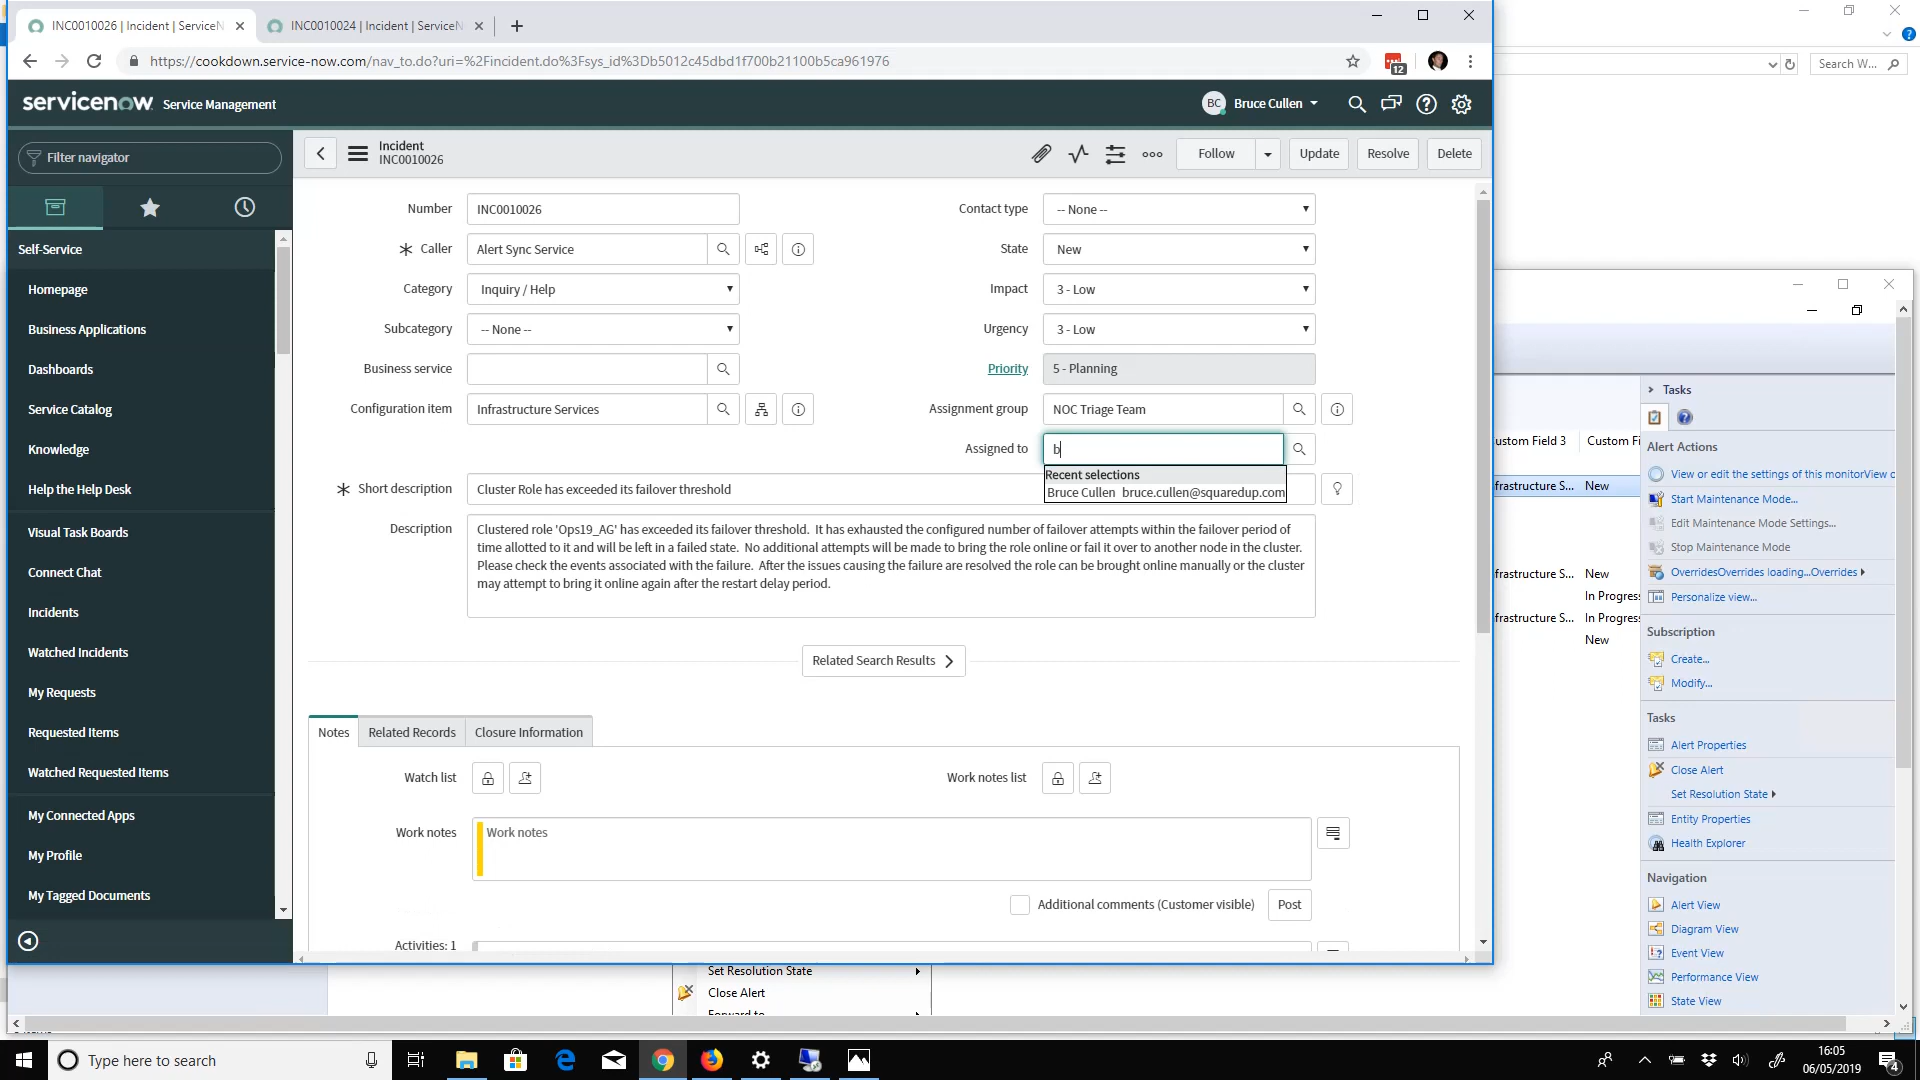 INC0010026 | Incident | ServiceN
INC0010024 | Incident | ServiceN
https://cookdown.service-now.com/nav_to.do?uri=%2Fincident.do%3Fsys_id%3Db5012c45dbd1f700b21100b5ca961976
12
Search W...
servicenow Service Management
BC Bruce Cullen
Filter navigator
Incident
INC0010026
Follow
Update
Resolve
Delete
Self-Service
Homepage
Business Applications
Dashboards
Service Catalog
Knowledge
Help the Help Desk
Visual Task Boards
Connect Chat
Incidents
Watched Incidents
My Requests
Requested Items
Watched Requested Items
My Connected Apps
My Profile
My Tagged Documents
Number INC0010026
Caller Alert Sync Service
Category Inquiry / Help
Subcategory -- None --
Business service
Configuration item Infrastructure Services
Contact type -- None --
State New
Impact 3 - Low
Urgency 3 - Low
Priority 5 - Planning
Assignment group NOC Triage Team
Assigned to b
Recent selections
Bruce Cullen bruce.cullen@squaredup.com
Short description Cluster Role has exceeded its failover threshold
Description
Clustered role 'Ops19_AG' has exceeded its failover threshold. It has exhausted the configured number of failover attempts within the failover period of
time allotted to it and will be left in a failed state. No additional attempts will be made to bring the role online or fail it over to another node in the cluster.
Please check the events associated with the failure. After the issues causing the failure are resolved the role can be brought online manually or the cluster
may attempt to bring it online again after the restart delay period.
Related Search Results
Notes
Related Records
Closure Information
Watch list
Work notes list
Work notes
Work notes
Additional comments (Customer visible)
Post
Activities: 1
Set Resolution State
Close Alert
ustom Field 3 Custom Fi
frastructure S... New
frastructure S... New
In Progress
frastructure S... In Progress
New
Tasks
Alert Actions
View or edit the settings of this monitorView o
Start Maintenance Mode...
Edit Maintenance Mode Settings...
Stop Maintenance Mode
OverridesOverrides loading...Overrides
Personalize view...
Subscription
Create...
Modify...
Tasks
Alert Properties
Close Alert
Set Resolution State
Entity Properties
Health Explorer
Navigation
Alert View
Diagram View
Event View
Performance View
State View
Type here to search
16:05
06/05/2019
4